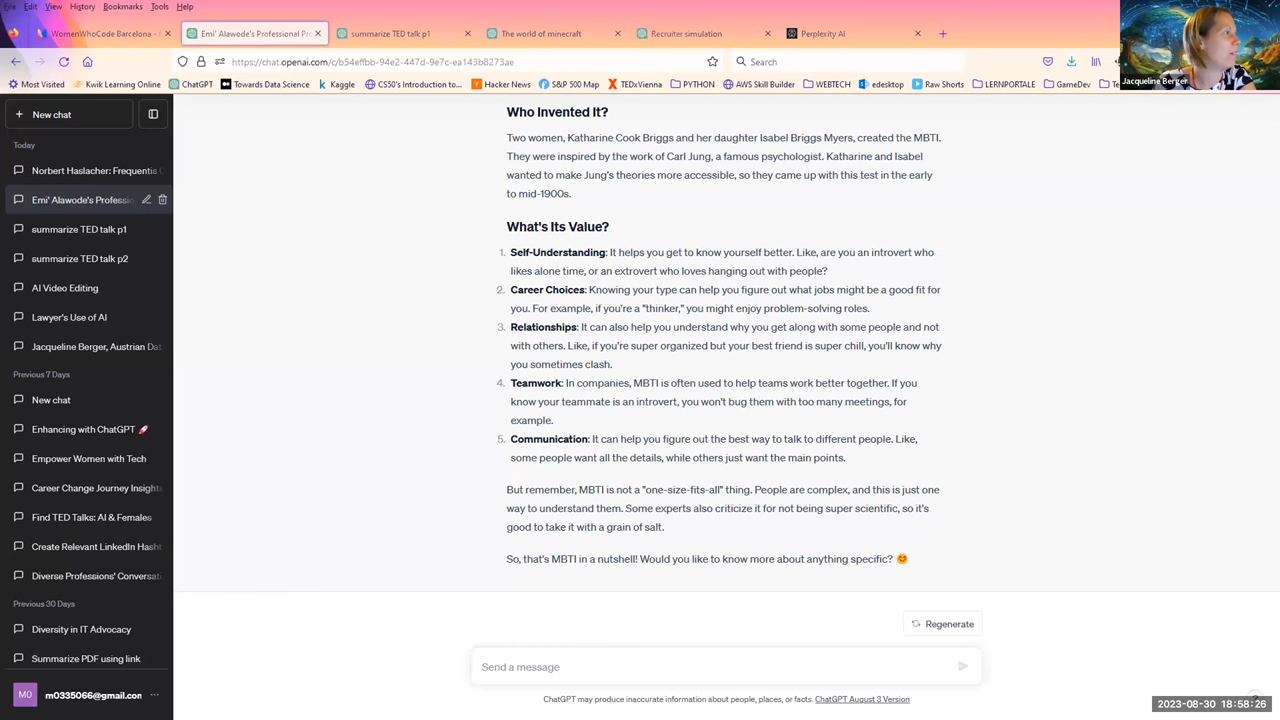 File Edit View History Bookmarks Tools Help
WomenWhoCode Barcelona - Emi' Alawode's Professional Pr summarize TED talk p1 The world of minecraft Recruiter simulation Perplexity AI
https://chat.openai.com/c/b54effbb-94e2-447d-9e7c-ea143b8273ae Search
Jacqueline Berger
Most Visited Kwik Learning Online ChatGPT Towards Data Science Kaggle CS50's Introduction to... Hacker News S&P 500 Map TEDxVienna PYTHON AWS Skill Builder WEBTECH edesktop Raw Shorts LERNPORTALE GameDev
New chat
Today
Norbert Haslacher: Frequentis
Emi' Alawode's Professio
summarize TED talk p1
summarize TED talk p2
AI Video Editing
Lawyer's Use of AI
Jacqueline Berger, Austrian Dat
Previous 7 Days
New chat
Enhancing with ChatGPT 🚀
Empower Women with Tech
Career Change Journey Insights
Find TED Talks: AI & Females
Create Relevant LinkedIn Hasht
Diverse Professions' Conversati
Previous 30 Days
Diversity in IT Advocacy
Summarize PDF using link
M0 m0335066@gmail.com ...
Who Invented It?
Two women, Katharine Cook Briggs and her daughter Isabel Briggs Myers, created the MBTI.
They were inspired by the work of Carl Jung, a famous psychologist. Katharine and Isabel
wanted to make Jung's theories more accessible, so they came up with this test in the early
to mid-1900s.
What's Its Value?
1. Self-Understanding: It helps you get to know yourself better. Like, are you an introvert who
likes alone time, or an extrovert who loves hanging out with people?
2. Career Choices: Knowing your type can help you figure out what jobs might be a good fit for
you. For example, if you're a "thinker," you might enjoy problem-solving roles.
3. Relationships: It can also help you understand why you get along with some people and not
with others. Like, if you're super organized but your best friend is super chill, you'll know why
you sometimes clash.
4. Teamwork: In companies, MBTI is often used to help teams work better together. If you
know your teammate is an introvert, you won't bug them with too many meetings, for
example.
5. Communication: It can help you figure out the best way to talk to different people. Like,
some people want all the details, while others just want the main points.
But remember, MBTI is not a "one-size-fits-all" thing. People are complex, and this is just one
way to understand them. Some experts also criticize it for not being super scientific, so it's
good to take it with a grain of salt.
So, that's MBTI in a nutshell! Would you like to know more about anything specific? 😊
Regenerate
Send a message
ChatGPT may produce inaccurate information about people, places, or facts. ChatGPT August 3 Version
2023-08-30 18:58:26